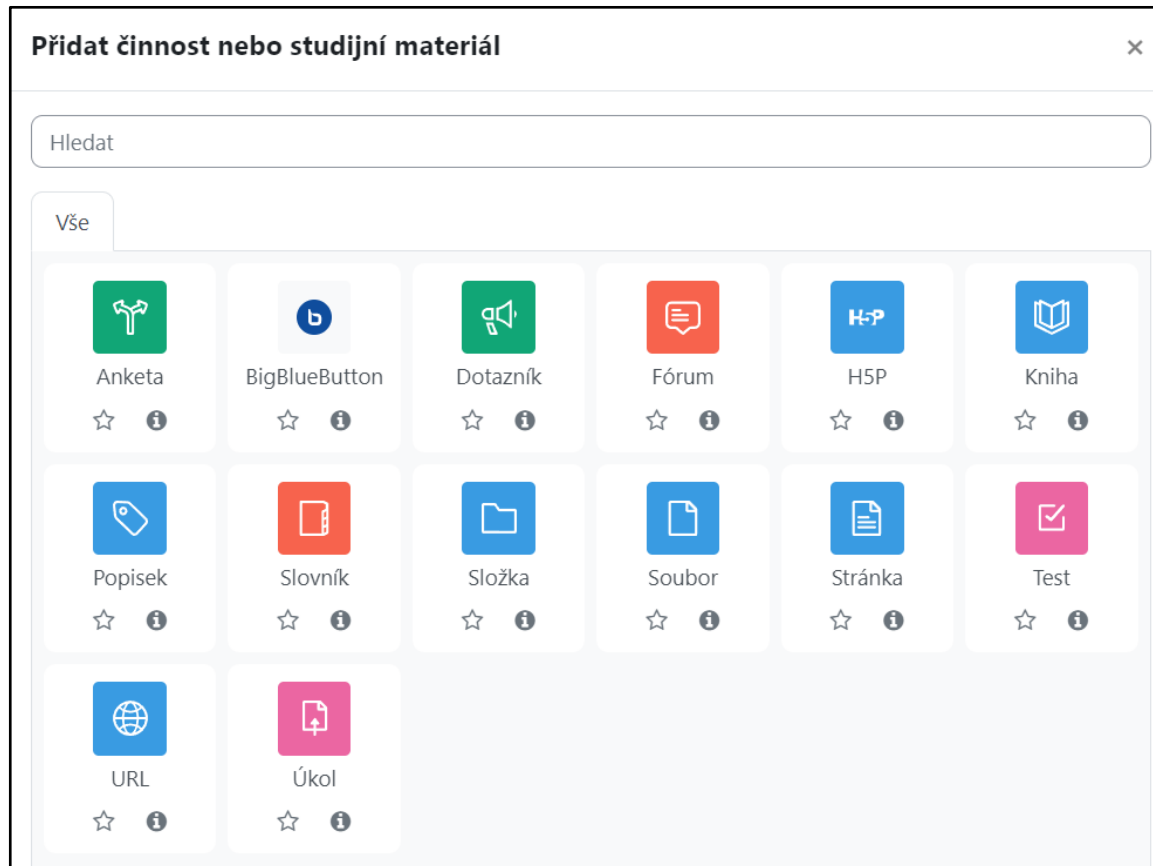 Přidat činnost nebo studijní materiál
Hledat
Vše
Anketa
b
BigBlueButton
Dotazník
Fórum
H5P
H5P
Kniha
Popisek
Slovník
Složka
Soubor
Stránka
Test
URL
Úkol